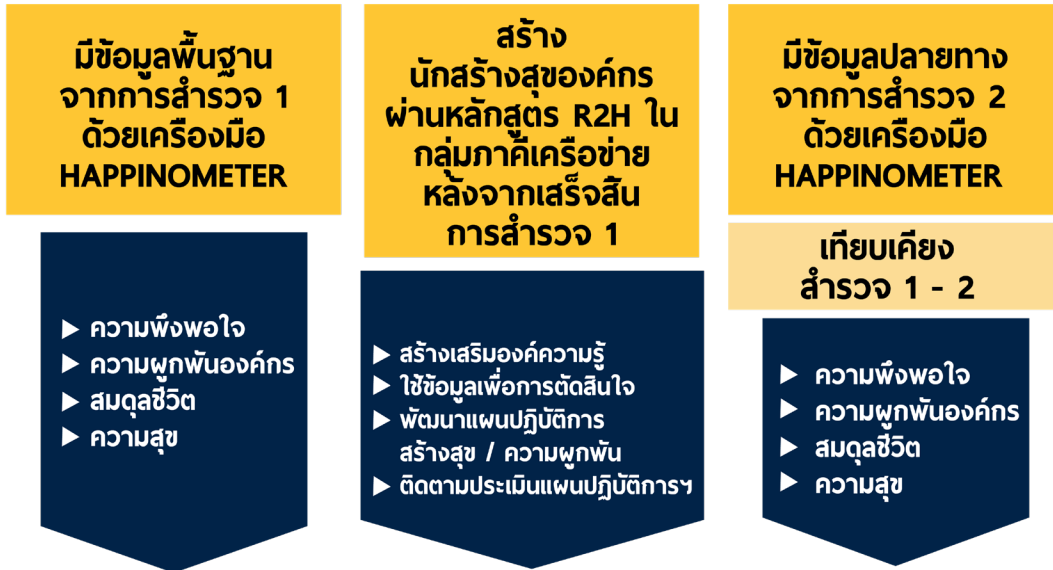 มีข้อมูลพื้นฐาน
จากการสำรวจ 1
ด้วยเครื่องมือ
HAPPINOMETER
▶ ความพึงพอใจ
▶ ความผูกพันองค์กร
▶ สมดุลชีวิต
▶ ความสุข
สร้าง
นักสร้างสุของค์กร
ผ่านหลักสูตร R2H ใน
กลุ่มภาคีเครือข่าย
หลังจากเสร็จสิ้น
การสำรวจ 1
▶ สร้างเสริมองค์ความรู้
▶ ใช้ข้อมูลเพื่อการตัดสินใจ
▶ พัฒนาแผนปฏิบัติการ
สร้างสุข / ความผูกพัน
▶ ติดตามประเมินแผนปฏิบัติการฯ
มีข้อมูลปลายทาง
จากการสำรวจ 2
ด้วยเครื่องมือ
HAPPINOMETER
เทียบเคียง
สำรวจ 1 - 2
▶ ความพึงพอใจ
▶ ความผูกพันองค์กร
▶ สมดุลชีวิต
▶ ความสุข